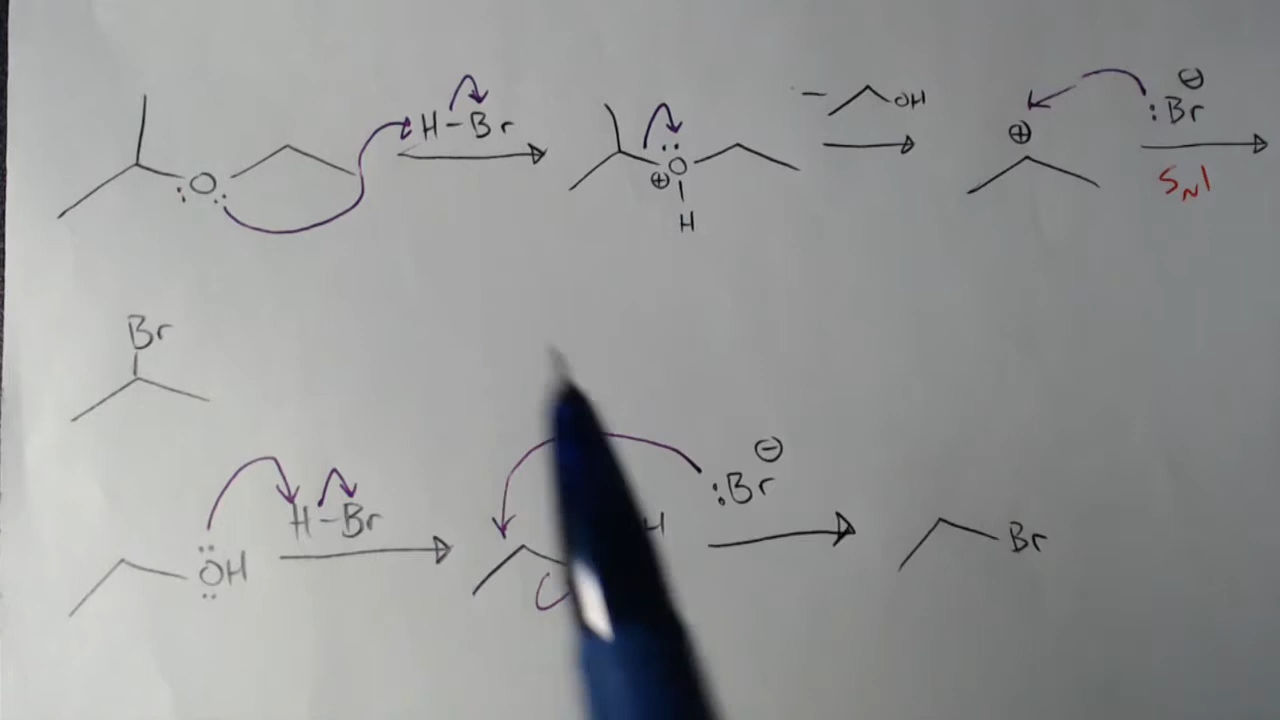 H-Br − OH ⊖
:O: ⊕ O: ⊕ :Br
H SN1
Br
⊖
H-Br :Br
OH H Br